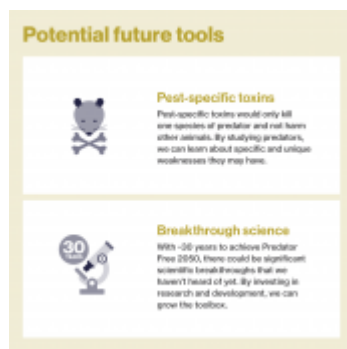 Potential future tools
Pest-specific toxins
Pest-specific toxins would only kill
one species of predator and not harm
other animals. By studying predators,
we can learn about specific and unique
weaknesses they may have.
30
Breakthrough science
With ~30 years to achieve Predator
Free 2050, there could be significant
scientific breakthroughs that we
haven't heard of yet. By investing in
research and development, we can
grow the toolbox.